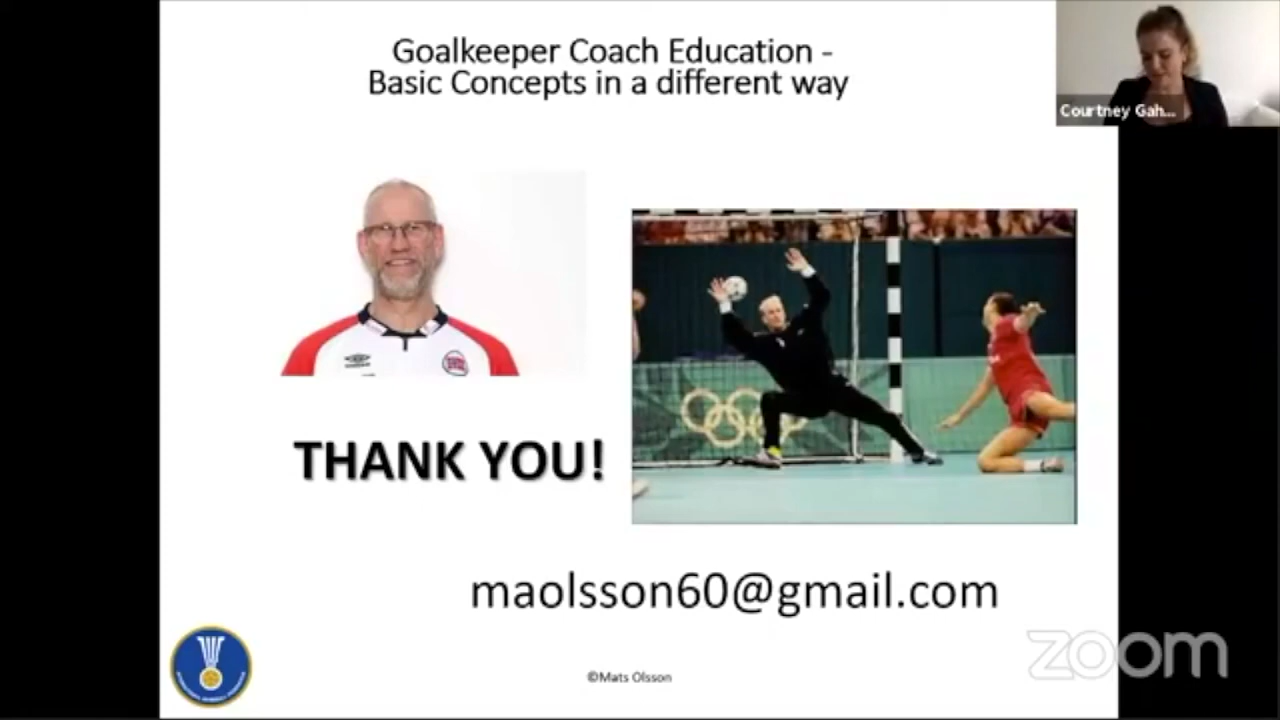 Goalkeeper Coach Education -
Basic Concepts in a different way
Courtney Gah...
THANK YOU!
maolsson60@gmail.com
©Mats Olsson
zoom